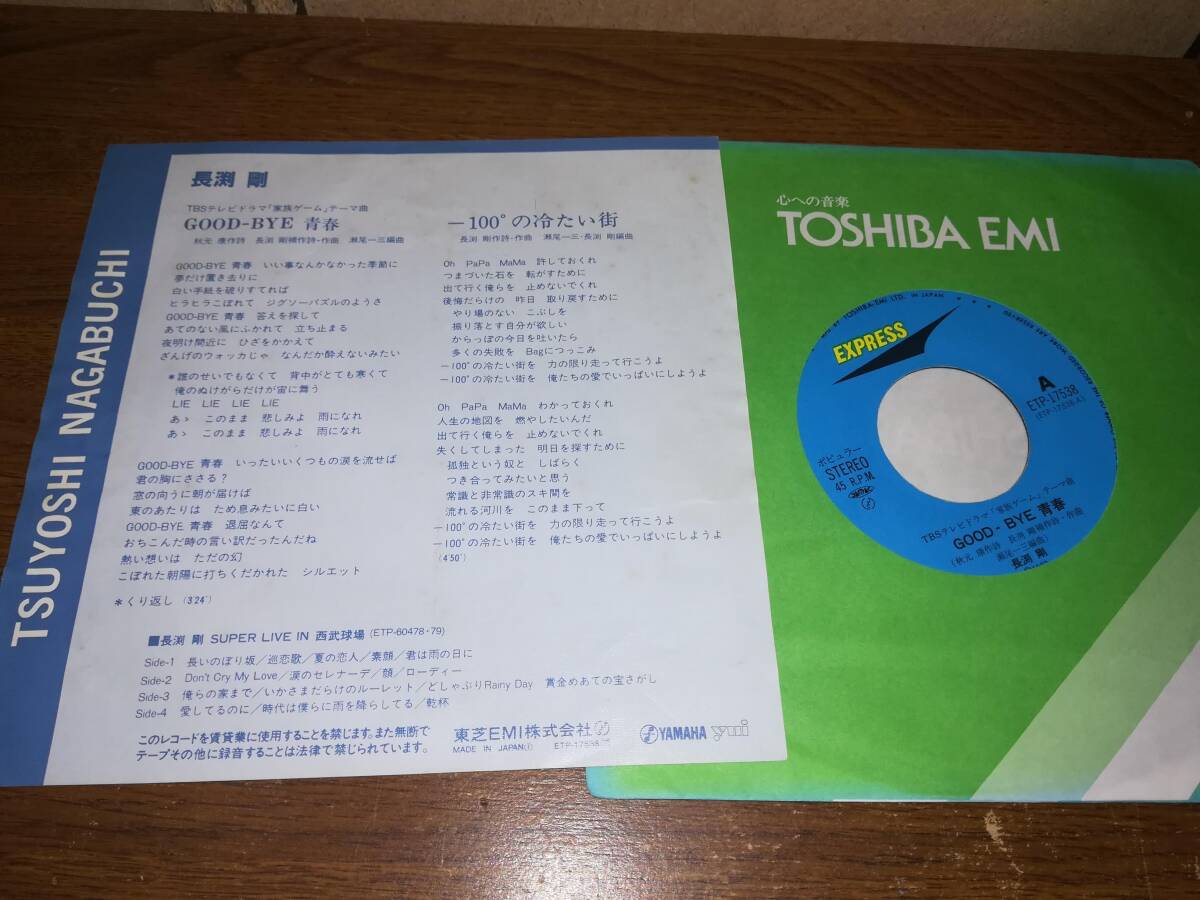 TSUYOSHI NAGABUCHI
長渕 剛
TBSテレビドラマ「家族ゲーム」テーマ曲
GOOD-BYE 青春
秋元 康作詩 長渕 剛補作詩・作曲 瀬尾一三編曲
GOOD-BYE 青春 いい事なんかなかった季節に
夢だけ置き去りに
白い手紙を破りすてれば
ヒラヒラこぼれて ジグソーパズルのようさ
GOOD-BYE 青春 答えを探して
あてのない風にふかれて 立ち止まる
夜明け間近に ひざをかかえて
ざんげのウォッカじゃ なんだか酔えないみたい
*誰のせいでもなくて 背中がとても寒くて
俺のぬけがらだけが宙に舞う
LIE LIE LIE LIE
あゝ このまま 悲しみよ 雨になれ
あゝ このまま 悲しみよ 雨になれ
GOOD-BYE 青春 いったいいくつもの涙を流せば
君の胸にささる?
窓の向うに朝が届けば
東のあたりは ため息みたいに白い
GOOD-BYE 青春 退屈なんて
おちこんだ時の言い訳だったんだね
熱い想いは ただの幻
こぼれた朝陽に打ちくだかれた シルエット
*くり返し (3'24")
−100°の冷たい街
長渕 剛作詩・作曲 瀬尾一三・長渕 剛編曲
Oh PaPa MaMa 許しておくれ
つまづいた石を 転がすために
出て行く俺らを 止めないでくれ
後悔だらけの 昨日 取り戻すために
やり場のない こぶしを
振り落とす自分が欲しい
からっぽの今日を吐いたら
多くの失敗を Bagにつっこみ
−100°の冷たい街を 力の限り走って行こうよ
−100°の冷たい街を 俺たちの愛でいっぱいにしようよ
Oh PaPa MaMa わかっておくれ
人生の地図を 燃やしたいんだ
出て行く俺らを 止めないでくれ
失くしてしまった 明日を探すために
孤独という奴と しばらく
つき合ってみたいと思う
常識と非常識のスキ間を
流れる河川を このまま下って
−100°の冷たい街を 力の限り走って行こうよ
−100°の冷たい街を 俺たちの愛でいっぱいにしようよ
(4'50")
■長渕 剛 SUPER LIVE IN 西武球場 (ETP-60478・79)
Side-1 長いのぼり坂/巡恋歌/夏の恋人/素顔/君は雨の日に
Side-2 Don't Cry My Love/涙のセレナーデ/顔/ローディー
Side-3 俺らの家まで/いかさまだらけのルーレット/どしゃぶりRainy Day 賞金めあての宝さがし
Side-4 愛してるのに/時代は僕らに雨を降らしてる/乾杯
このレコードを賃貸業に使用することを禁じます。また無断で
テープその他に録音することは法律で禁じられています。
東芝EMI株式会社
MADE IN JAPAN ETP-17538
YAMAHA
ymi
心への音楽
TOSHIBA EMI
BY TOSHIBA-EMI LTD. IN JAPAN
EXPRESS
A
ETP-17538
(ETP-17538-A)
ポピュラー
STEREO
45 R.P.M.
TBSテレビドラマ「家族ゲーム」テーマ曲
GOOD-BYE 青春
(秋元 康作詩 長渕 剛補作詩・作曲
瀬尾一三編曲)
長渕 剛